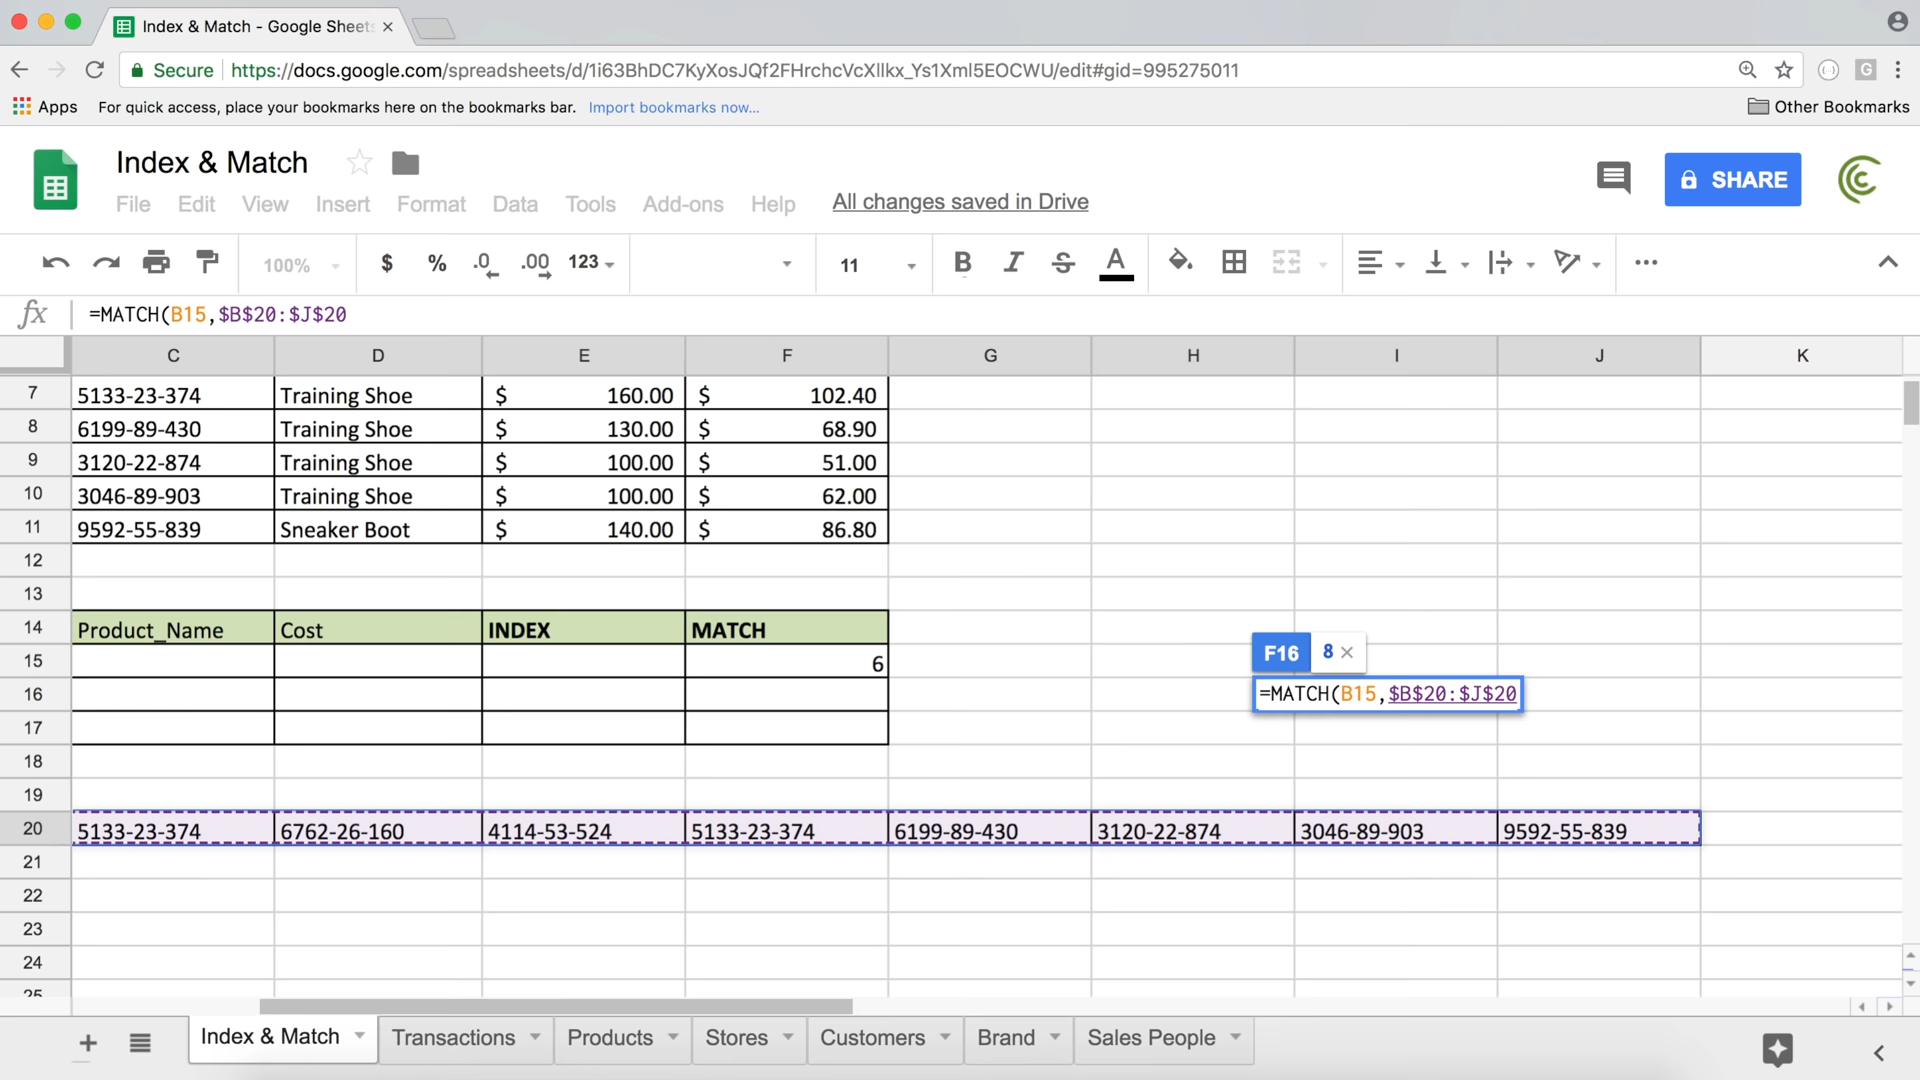 Index & Match - Google Sheets
Secure https://docs.google.com/spreadsheets/d/1i63BhDC7KyXosJQf2FHrchcVcXllkx_Ys1Xml5EOCWU/edit#gid=995275011
Apps For quick access, place your bookmarks here on the bookmarks bar. Import bookmarks now... Other Bookmarks
Index & Match
SHARE
File Edit View Insert Format Data Tools Add-ons Help All changes saved in Drive
100% $ % .0 .00 123 11 B I S A
fx =MATCH(B15,$B$20:$J$20
C D E F G H I J K
7 5133-23-374 Training Shoe $ 160.00 $ 102.40
8 6199-89-430 Training Shoe $ 130.00 $ 68.90
9 3120-22-874 Training Shoe $ 100.00 $ 51.00
10 3046-89-903 Training Shoe $ 100.00 $ 62.00
11 9592-55-839 Sneaker Boot $ 140.00 $ 86.80
12
13
14 Product_Name Cost INDEX MATCH
F16 8 ×
15 6
16 =MATCH(B15,$B$20:$J$20
17
18
19
20 5133-23-374 6762-26-160 4114-53-524 5133-23-374 6199-89-430 3120-22-874 3046-89-903 9592-55-839
21
22
23
24
25
Index & Match Transactions Products Stores Customers Brand Sales People